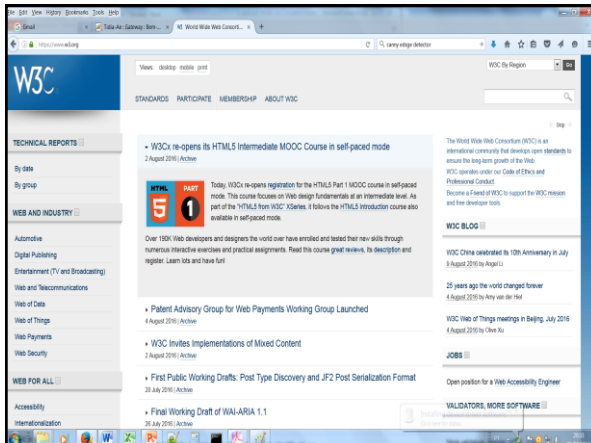 File Edit View History Bookmarks Tools Help
Gmail
Tidia-Ae : Gateway : Bem-...
World Wide Web Consorti...
https://www.w3.org
canny edge detector
W3C
Views: desktop mobile print
W3C By Region
Go
STANDARDS PARTICIPATE MEMBERSHIP ABOUT W3C
Skip
TECHNICAL REPORTS
By date
By group
WEB AND INDUSTRY
Automotive
Digital Publishing
Entertainment (TV and Broadcasting)
Web and Telecommunications
Web of Data
Web of Things
Web Payments
Web Security
WEB FOR ALL
Accessibility
Internationalization
W3Cx re-opens its HTML5 Intermediate MOOC Course in self-paced mode
2 August 2016 | Archive
HTML 5 PART 1
Today, W3Cx re-opens registration for the HTML5 Part 1 MOOC course in self-paced
mode. This course focuses on Web design fundamentals at an intermediate level. As
part of the "HTML5 from W3C" XSeries, it follows the HTML5 Introduction course also
available in self-paced mode.
Over 190K Web developers and designers the world over have enrolled and tested their new skills through
numerous interactive exercises and practical assignments. Read this course great reviews, its description and
register. Learn lots and have fun!
Patent Advisory Group for Web Payments Working Group Launched
4 August 2016 | Archive
W3C Invites Implementations of Mixed Content
2 August 2016 | Archive
First Public Working Drafts: Post Type Discovery and JF2 Post Serialization Format
28 July 2016 | Archive
Final Working Draft of WAI-ARIA 1.1
26 July 2016 | Archive
The World Wide Web Consortium (W3C) is an
international community that develops open standards to
ensure the long-term growth of the Web.
W3C operates under our Code of Ethics and
Professional Conduct.
Become a Friend of W3C to support the W3C mission
and free developer tools.
W3C BLOG
W3C China celebrated its 10th Anniversary in July
9 August 2016 by Angel Li
25 years ago the world changed forever
4 August 2016 by Amy van der Hiel
W3C Web of Things meetings in Beijing, July 2016
4 August 2016 by Olive Xu
JOBS
Open position for a Web Accessibility Engineer
VALIDATORS, MORE SOFTWARE